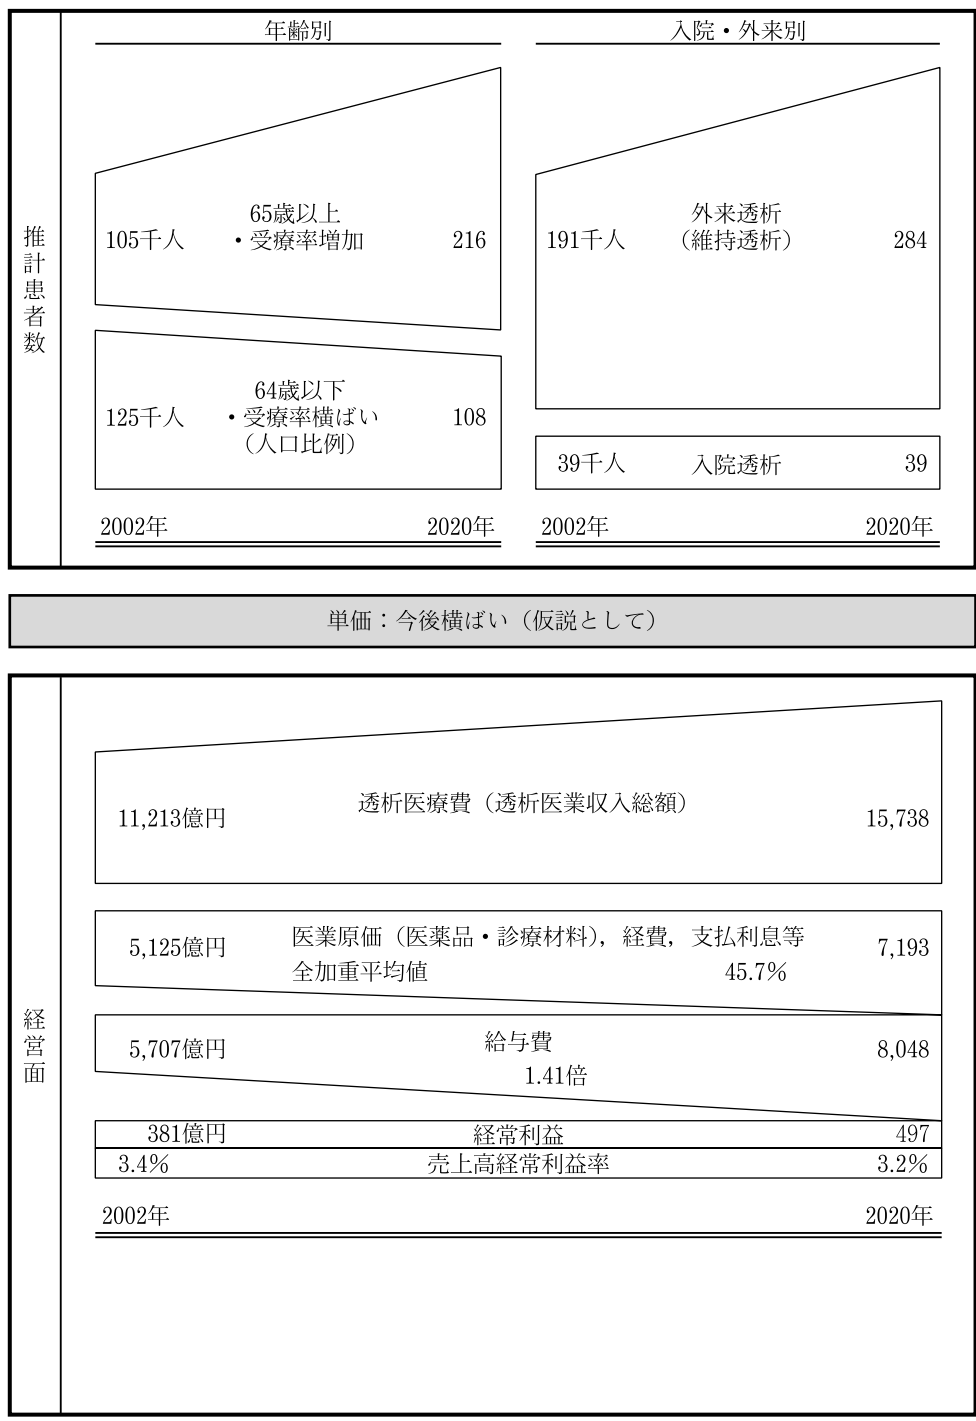 年齢別
入院・外来別
推計患者数
65歳以上
105千人 ・受療率増加 216
64歳以下
125千人 ・受療率横ばい 108
（人口比例）
2002年 2020年
外来透析
191千人 （維持透析） 284
39千人 入院透析 39
2002年 2020年
単価：今後横ばい（仮説として）
経営面
透析医療費（透析医業収入総額）
11,213億円 15,738
医業原価（医薬品・診療材料），経費，支払利息等
5,125億円 7,193
全加重平均値 45.7％
給与費
5,707億円 8,048
1.41倍
381億円 経常利益 497
3.4％ 売上高経常利益率 3.2％
2002年 2020年